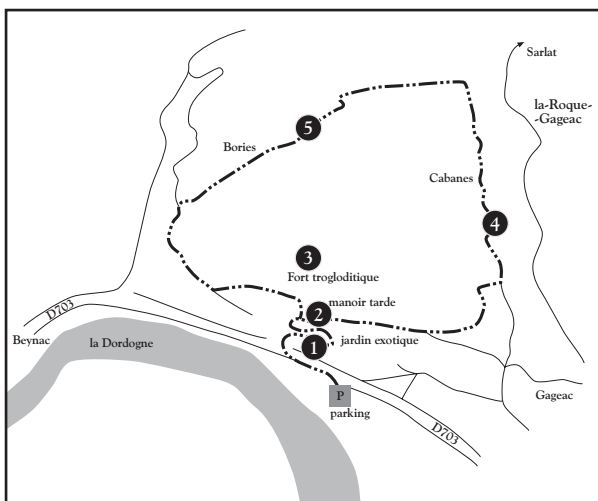 Sarlat
la-Roque-
-Gageac
5
Bories
Cabanes
4
3
Fort trogloditique
manoir tarde
2
D703
jardin exotique
1
Beynac
la Dordogne
P
parking
Gageac
D703